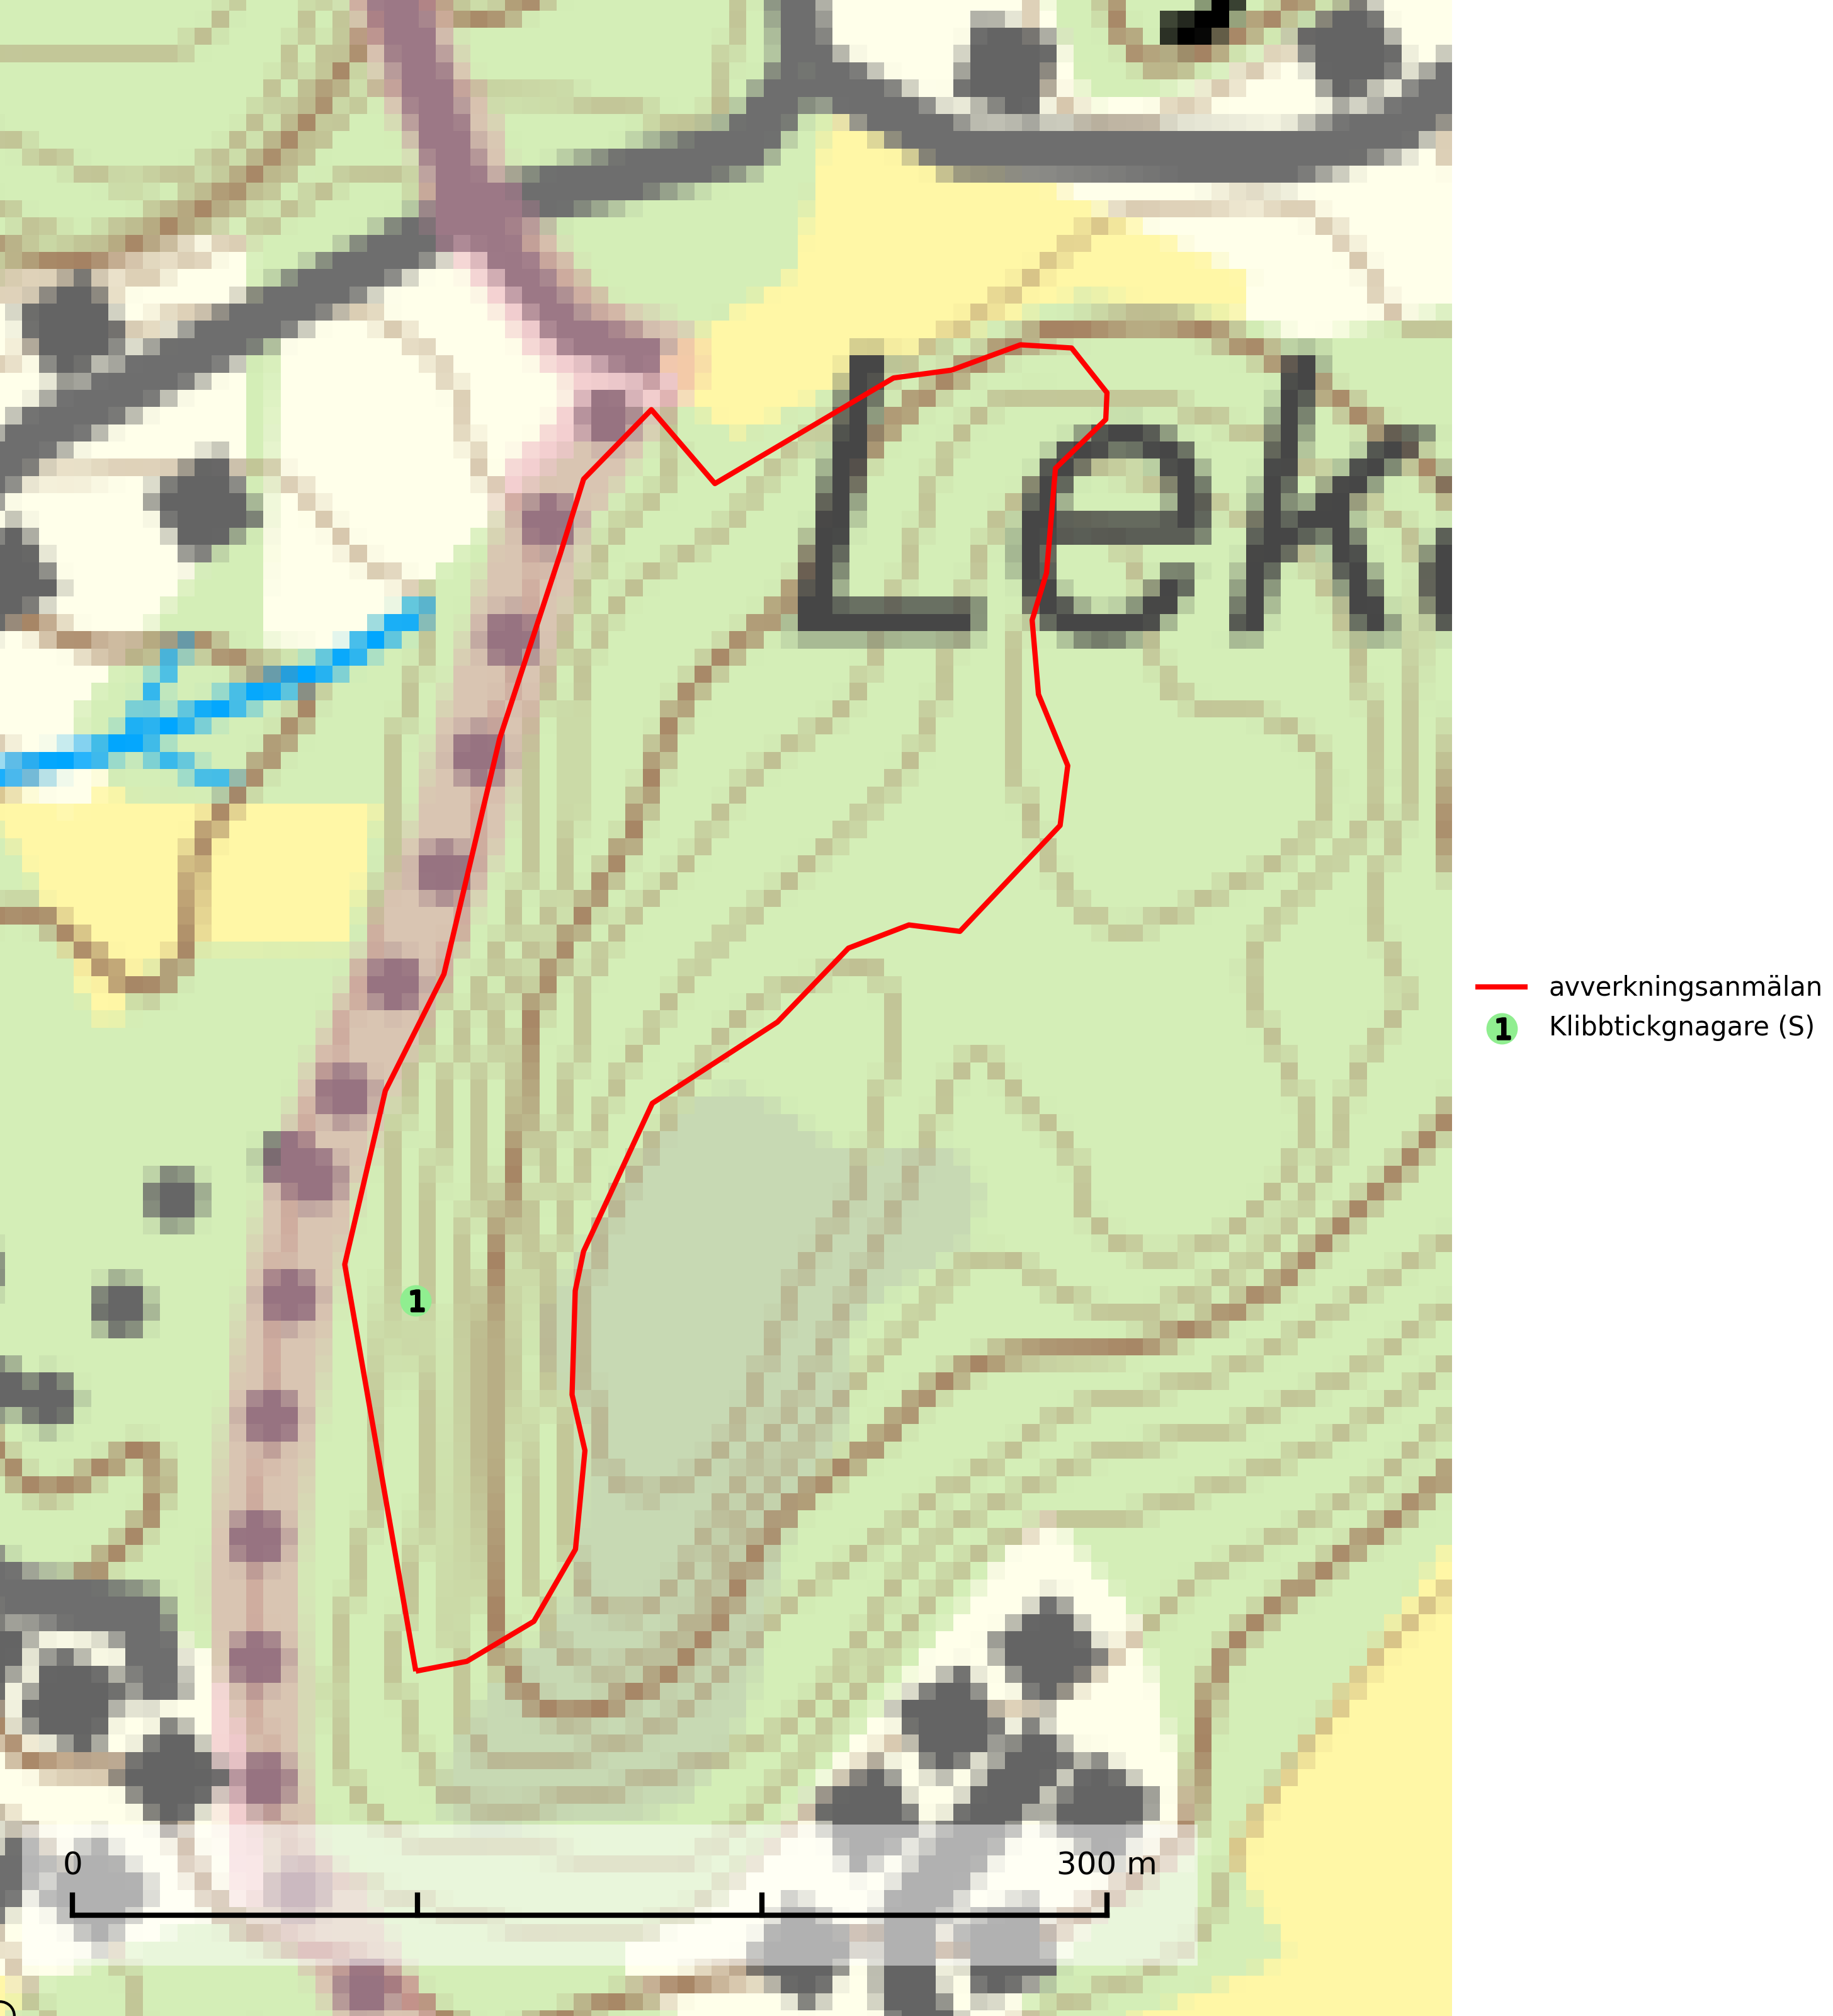 Lek
avverkningsanmälan
1 Klibbtickgnagare (S)
1
0 300 m